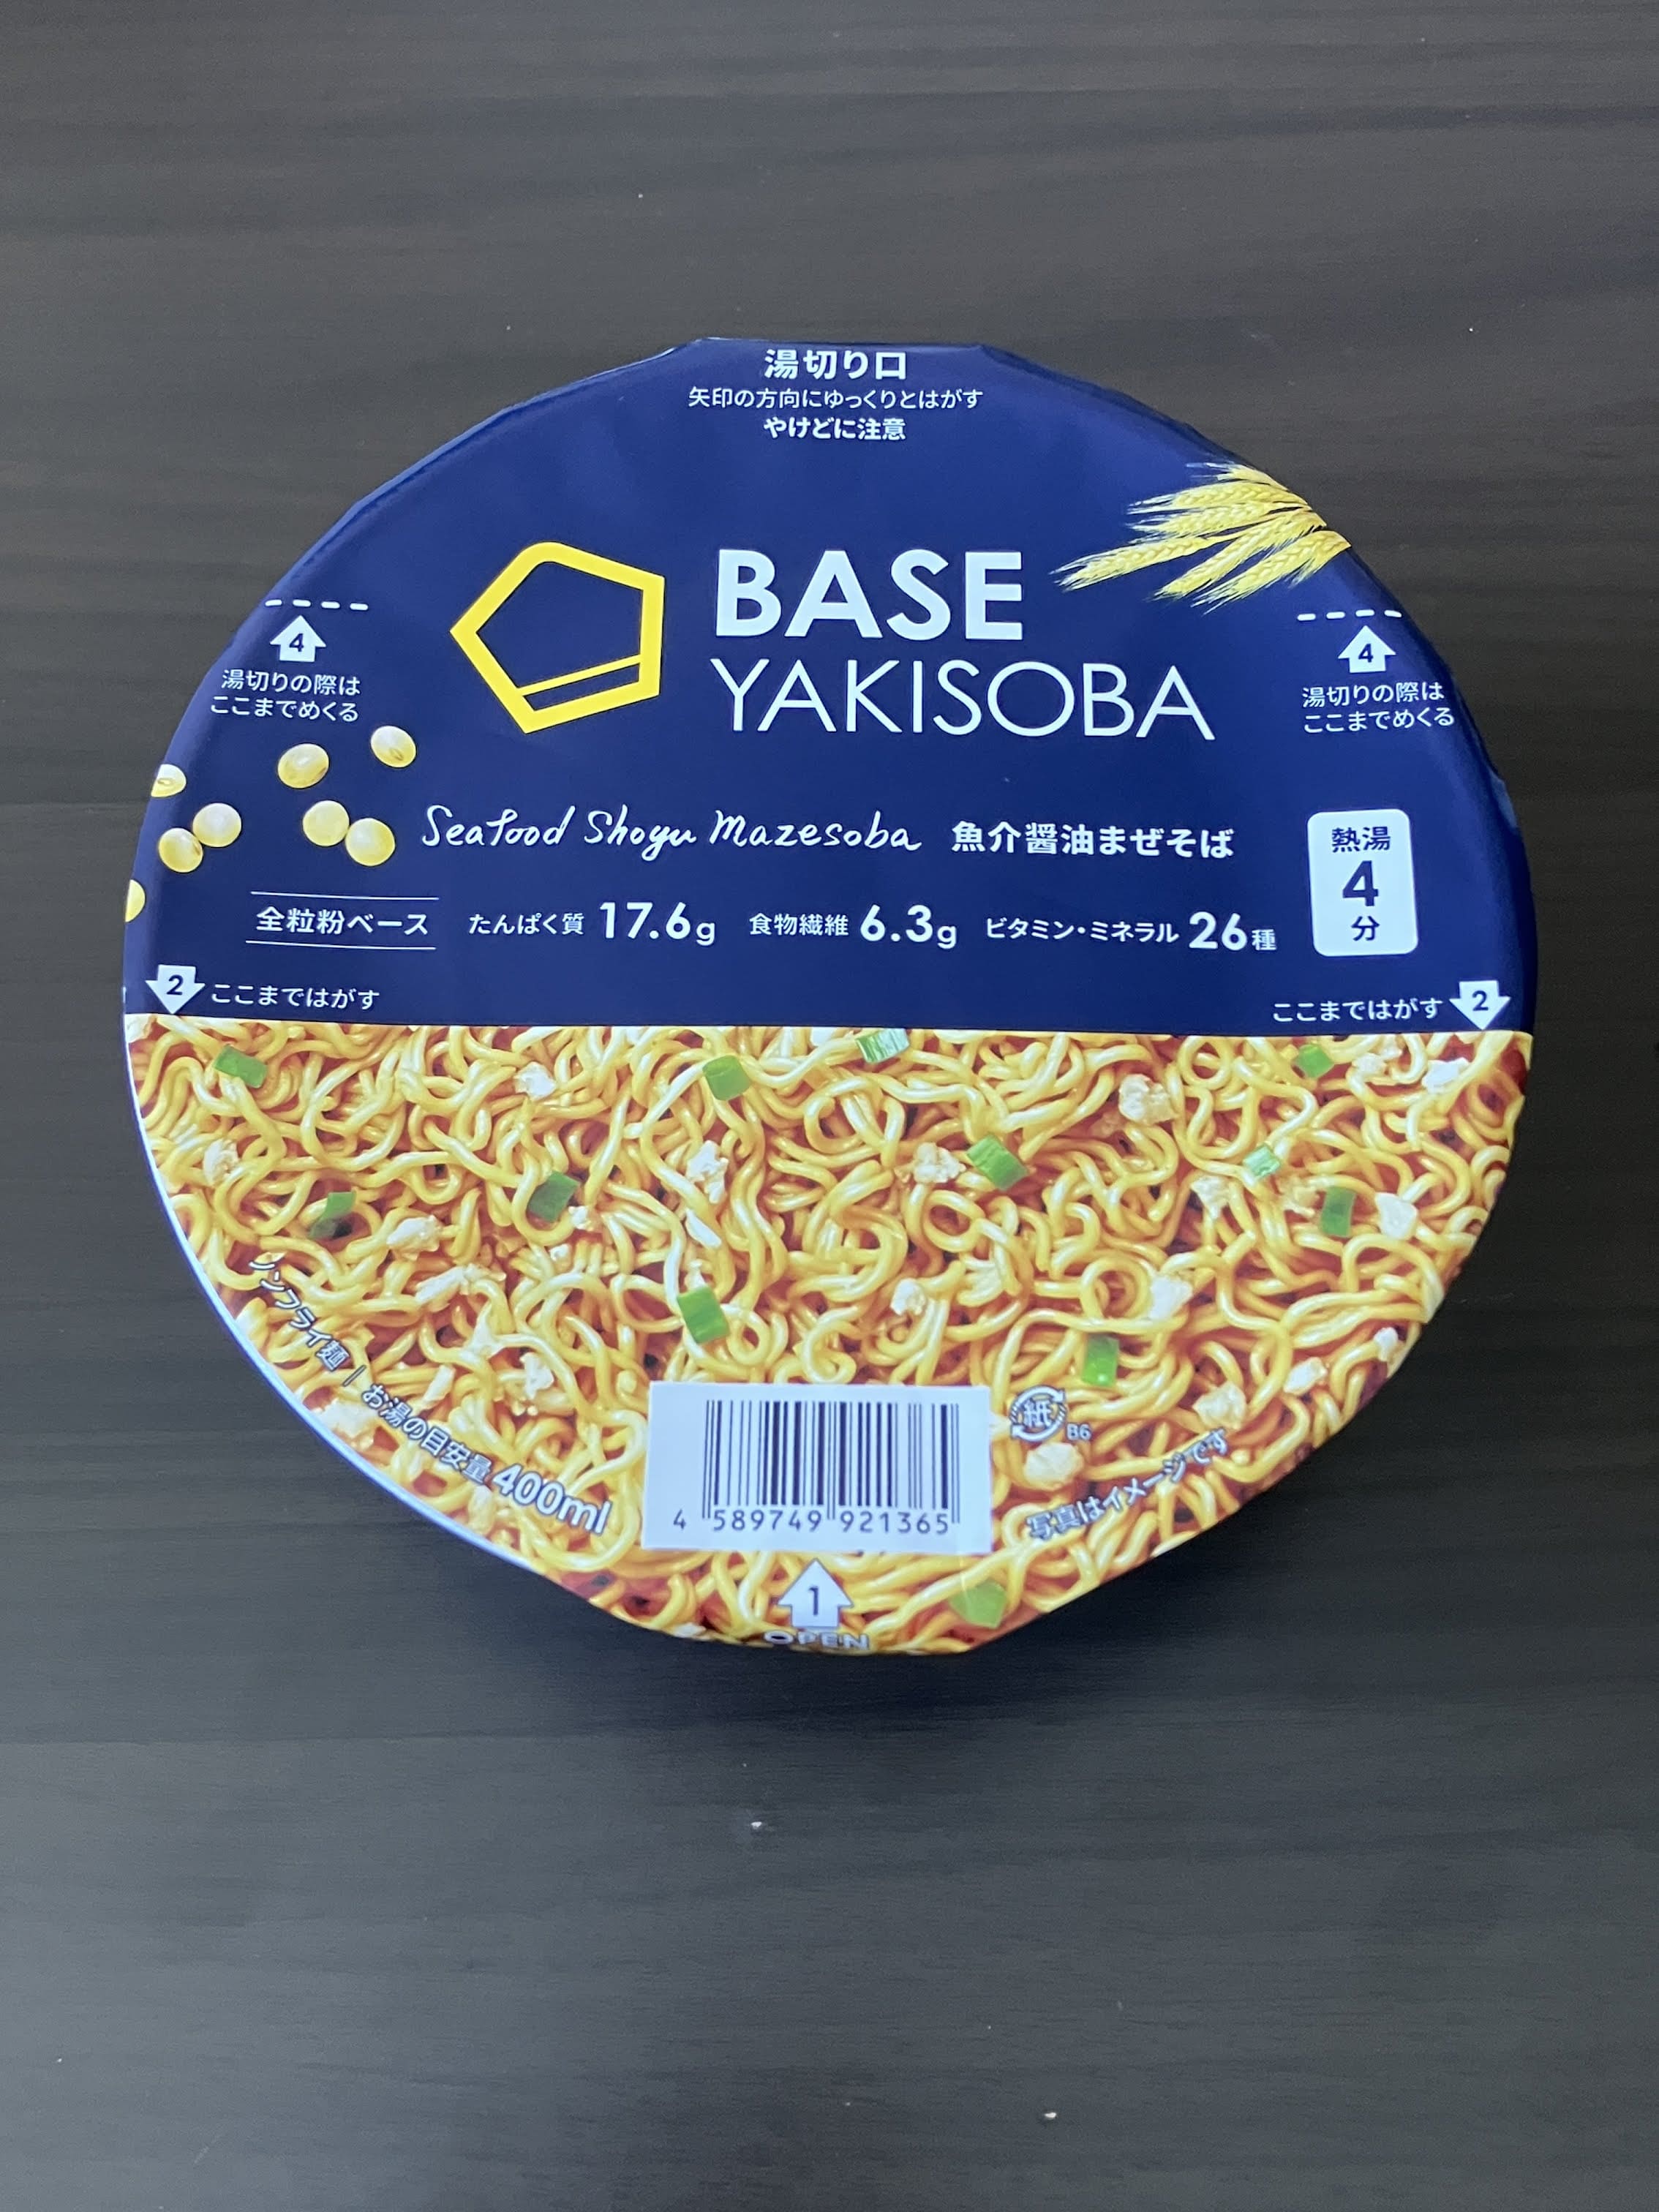 湯切り口
矢印の方向にゆっくりとはがす
やけどに注意
BASE
YAKISOBA
4
湯切りの際は
ここまでめくる
4
湯切りの際は
ここまでめくる
Seafood Shoyu Mazesoba 魚介醤油まぜそば
熱湯
4
分
全粒粉ベース たんぱく質 17.6g 食物繊維 6.3g ビタミン・ミネラル 26種
2 ここまではがす
ここまではがす 2
ノンフライ麺 | お湯の目安量 400ml
紙 B6
写真はイメージです
4 589749 921365
1
OPEN